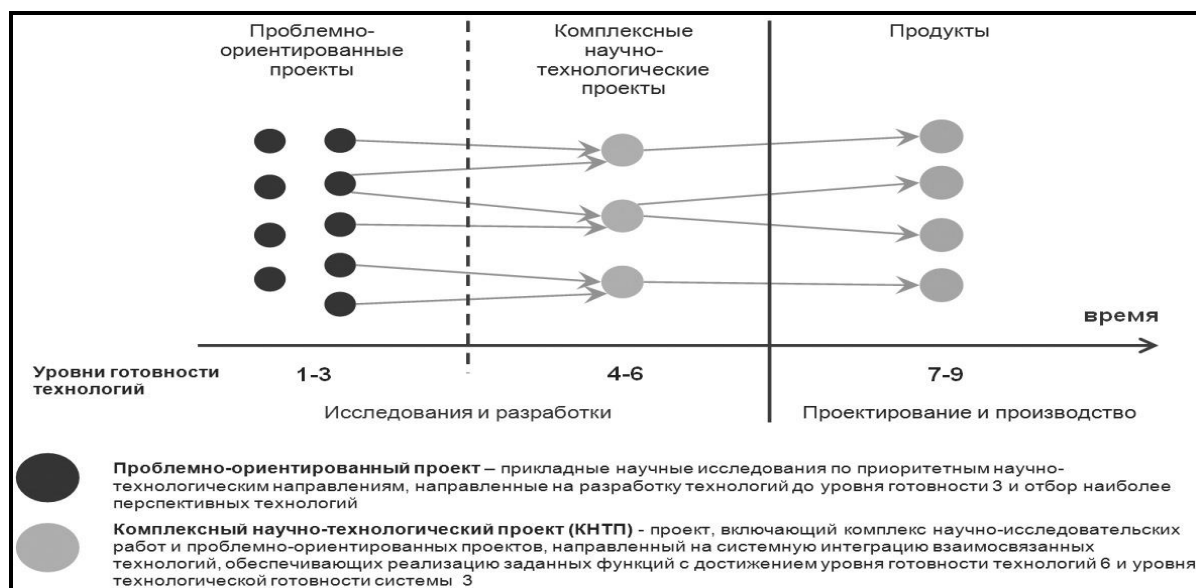 Проблемно-
ориентированные
проекты
Комплексные
научно-
технологические
проекты
Продукты
время
Уровни готовности
технологий
1-3
4-6
7-9
Исследования и разработки
Проектирование и производство
Проблемно-ориентированный проект – прикладные научные исследования по приоритетным научно-
технологическим направлениям, направленные на разработку технологий до уровня готовности 3 и отбор наиболее
перспективных технологий
Комплексный научно-технологический проект (КНТП) - проект, включающий комплекс научно-исследовательских
работ и проблемно-ориентированных проектов, направленный на системную интеграцию взаимосвязанных
технологий, обеспечивающих реализацию заданных функций с достижением уровня готовности технологий 6 и уровня
технологической готовности системы 3